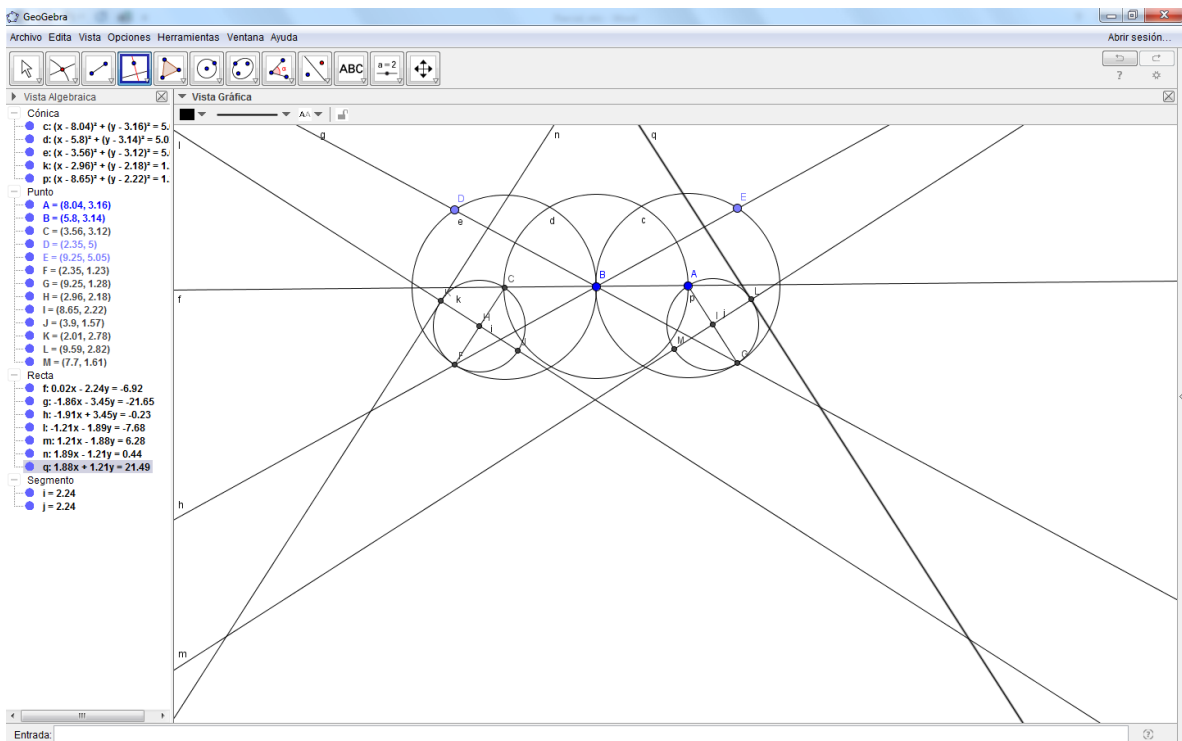 GeoGebra
Archivo Edita Vista Opciones Herramientas Ventana Ayuda
Abrir sesión...
ABC
a = 2
?
Vista Algebraica
Cónica
c: (x - 8.04)² + (y - 3.16)² = 5.
d: (x - 5.8)² + (y - 3.14)² = 5.0
e: (x - 3.56)² + (y - 3.12)² = 5.
k: (x - 2.96)² + (y - 2.18)² = 1.
p: (x - 8.65)² + (y - 2.22)² = 1.
Punto
A = (8.04, 3.16)
B = (5.8, 3.14)
C = (3.56, 3.12)
D = (2.35, 5)
E = (9.25, 5.05)
F = (2.35, 1.23)
G = (9.25, 1.28)
H = (2.96, 2.18)
I = (8.65, 2.22)
J = (3.9, 1.57)
K = (2.01, 2.78)
L = (9.59, 2.82)
M = (7.7, 1.61)
Recta
f: 0.02x - 2.24y = -6.92
g: -1.86x - 3.45y = -21.65
h: -1.91x + 3.45y = -0.23
l: -1.21x - 1.89y = -7.68
m: 1.21x - 1.88y = 6.28
n: 1.89x - 1.21y = 0.44
q: 1.88x + 1.21y = 21.49
Segmento
i = 2.24
j = 2.24
Vista Gráfica
AA
l
g
n
q
D
E
e
d
c
C
B
A
K
k
p
L
f
H
j
I
j
J
M
F
G
h
m
Entrada: